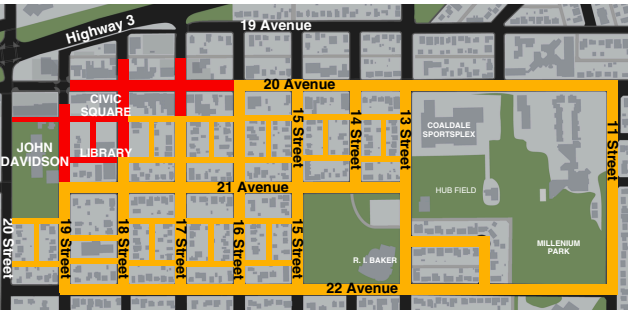 Highway 3
19 Avenue
20 Avenue
CIVIC
SQUARE
LIBRARY
JOHN
DAVIDSON
15 Street
14 Street
13 Street
11 Street
COALDALE
SPORTSPLEX
21 Avenue
HUB FIELD
20 Street
19 Street
18 Street
17 Street
16 Street
15 Street
R. I. BAKER
MILLENIUM
PARK
22 Avenue